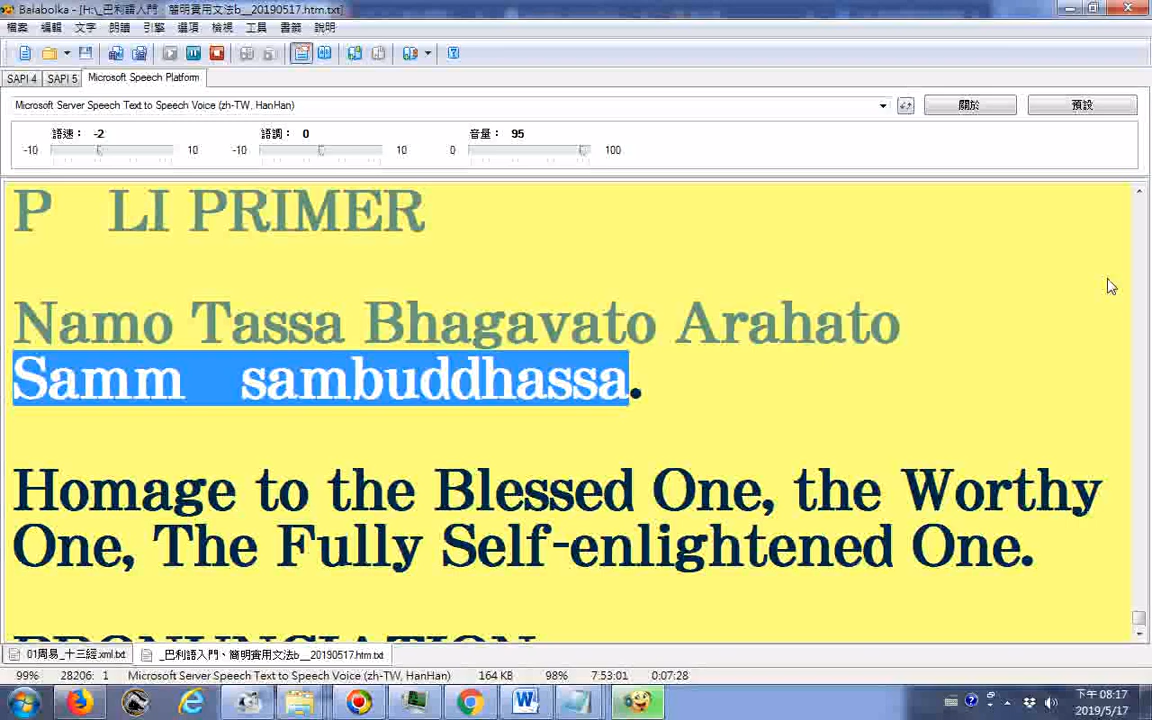 Balabolka - [H:\_巴利語入門、簡明實用文法b__20190517.htm.txt]
檔案 編輯 文字 朗讀 引擎 選項 檢視 工具 書籤 說明
SAPI 4 SAPI 5 Microsoft Speech Platform
Microsoft Server Speech Text to Speech Voice (zh-TW, HanHan) 關於 預設
語速： -2 語調： 0 音量： 95
-10 10 -10 10 0 100
P LI PRIMER
Namo Tassa Bhagavato Arahato
Samm sambuddhassa.
Homage to the Blessed One, the Worthy
One, The Fully Self-enlightened One.
PRONUNCIATION
01周易_十三經.xml.txt _巴利語入門、簡明實用文法b__20190517.htm.txt
99% 28206: 1 Microsoft Server Speech Text to Speech Voice (zh-TW, HanHan) 164 KB 98% 7.53:01 0:07:28
下午 08:17
2019/5/17